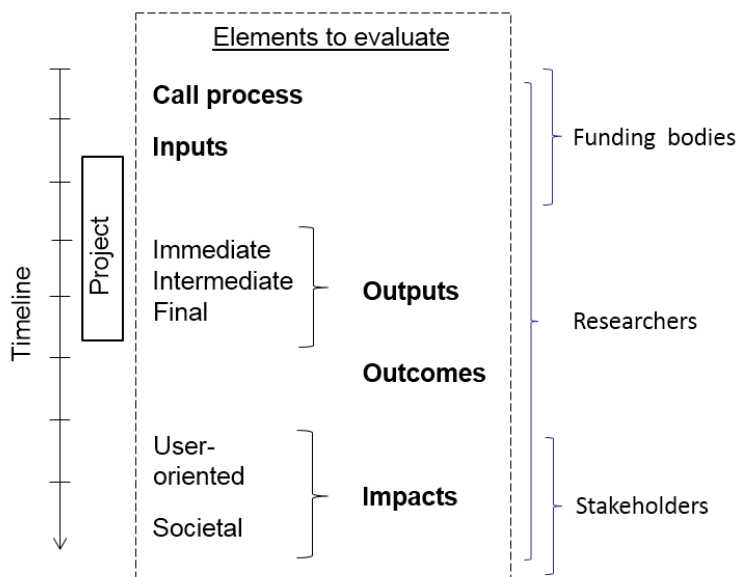 Elements to evaluate
Call process
Inputs
Funding bodies
Project
Timeline
Immediate
Intermediate
Final
Outputs
Researchers
Outcomes
User-
oriented
Societal
Impacts
Stakeholders